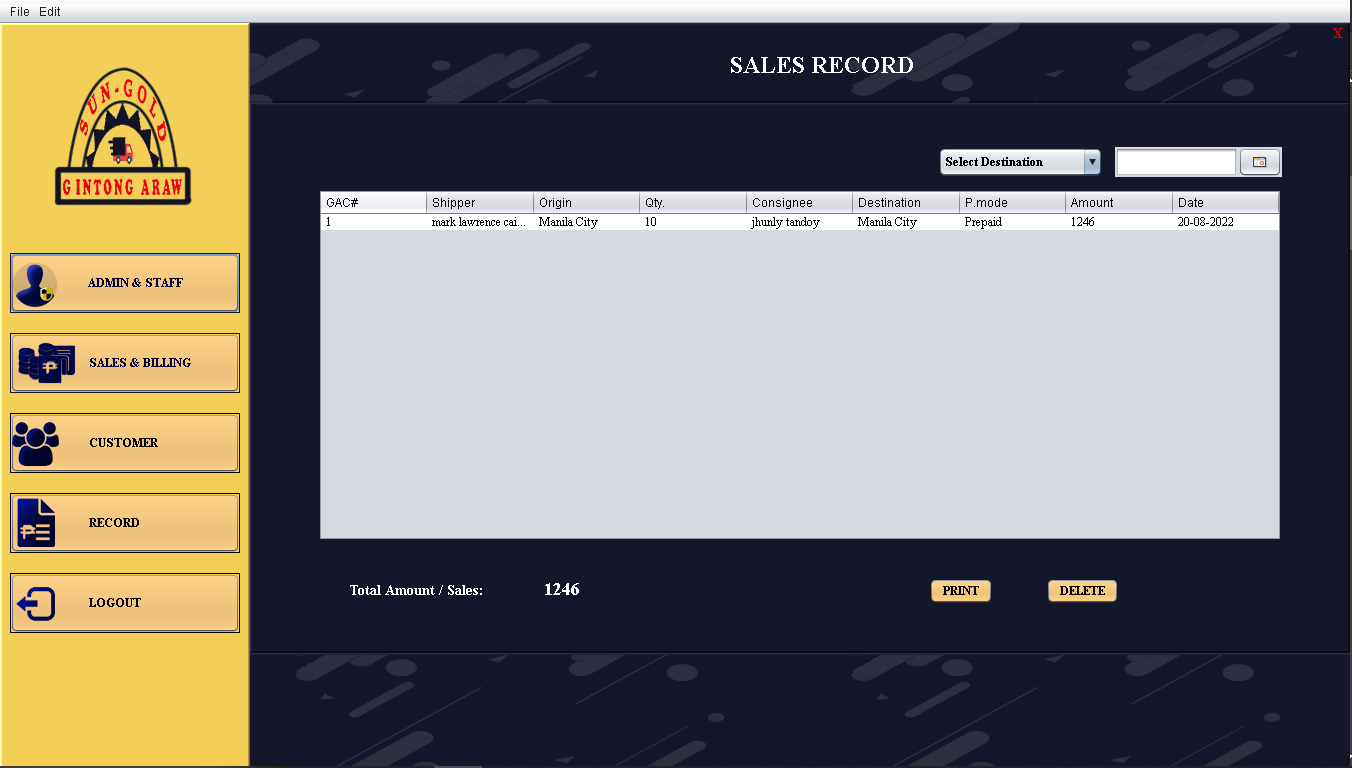 File Edit
X
SUN-GOLD
GINTONG ARAW
ADMIN & STAFF
SALES & BILLING
CUSTOMER
RECORD
LOGOUT
SALES RECORD
Select Destination
GAC# Shipper Origin Qty. Consignee Destination P.mode Amount Date
1 mark lawrence cai... Manila City 10 jhunly tandoy Manila City Prepaid 1246 20-08-2022
Total Amount / Sales: 1246
PRINT DELETE